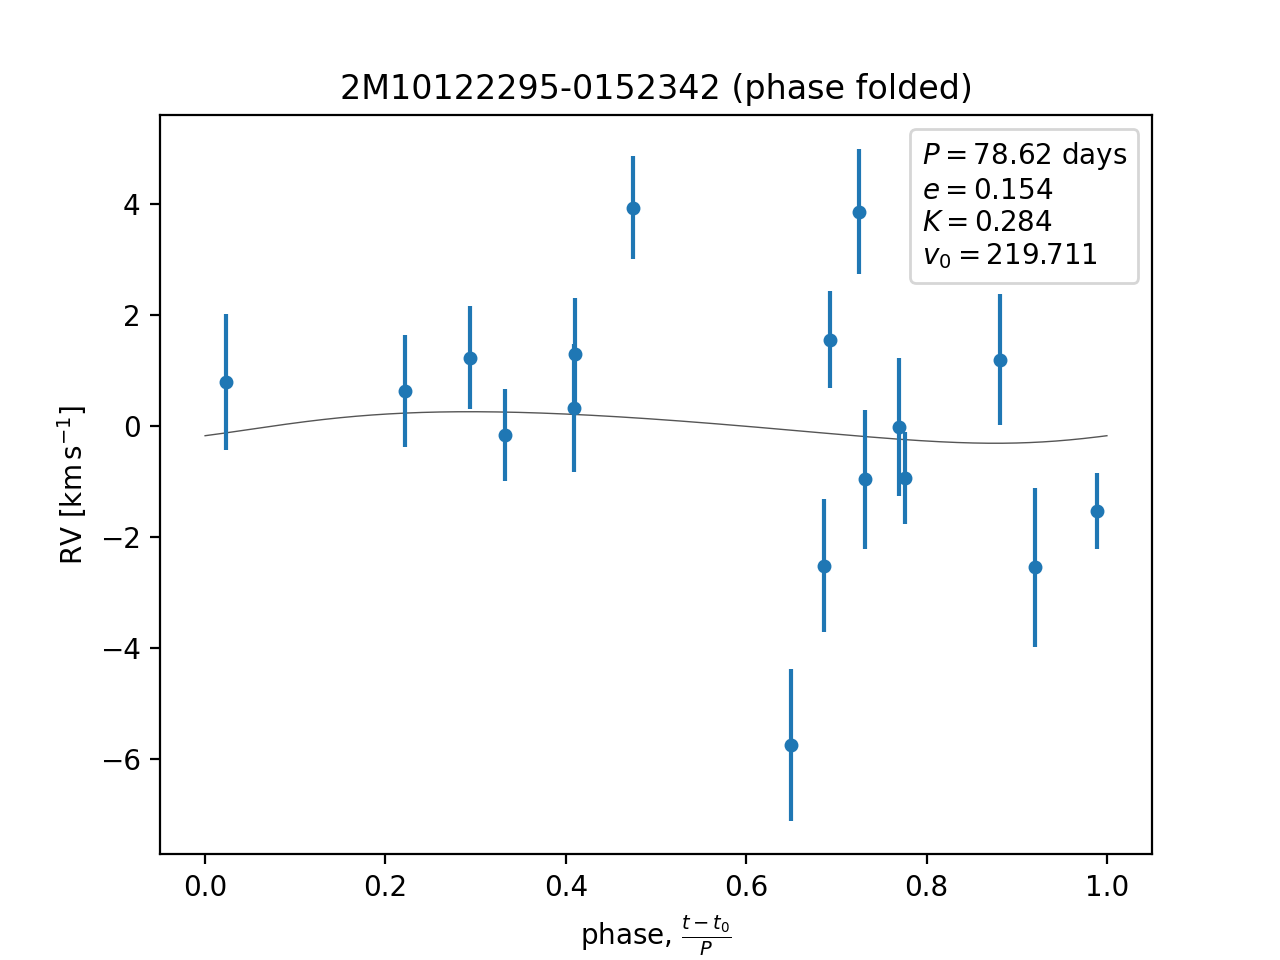 2M10122295-0152342 (phase folded)
P = 78.62 days
e = 0.154
K = 0.284
v₀ = 219.711
RV [km s⁻¹]
4
2
0
−2
−4
−6
0.0 0.2 0.4 0.6 0.8 1.0
phase, (t − t₀)/P